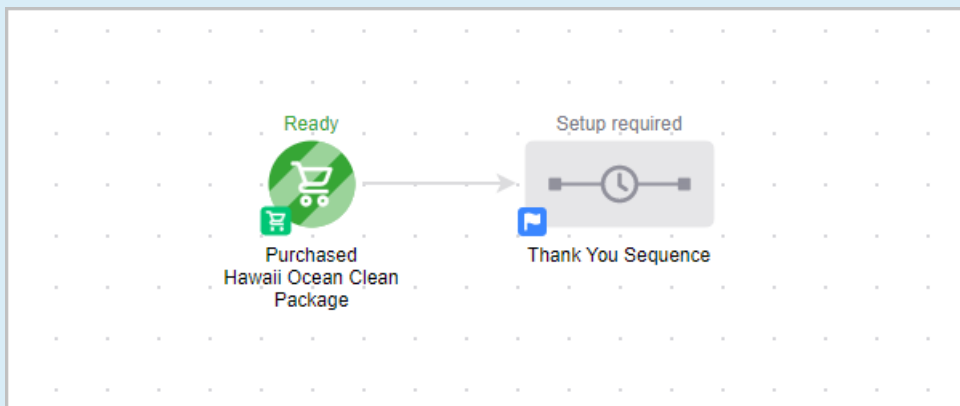 Ready
Purchased
Hawaii Ocean Clean
Package
Setup required
Thank You Sequence